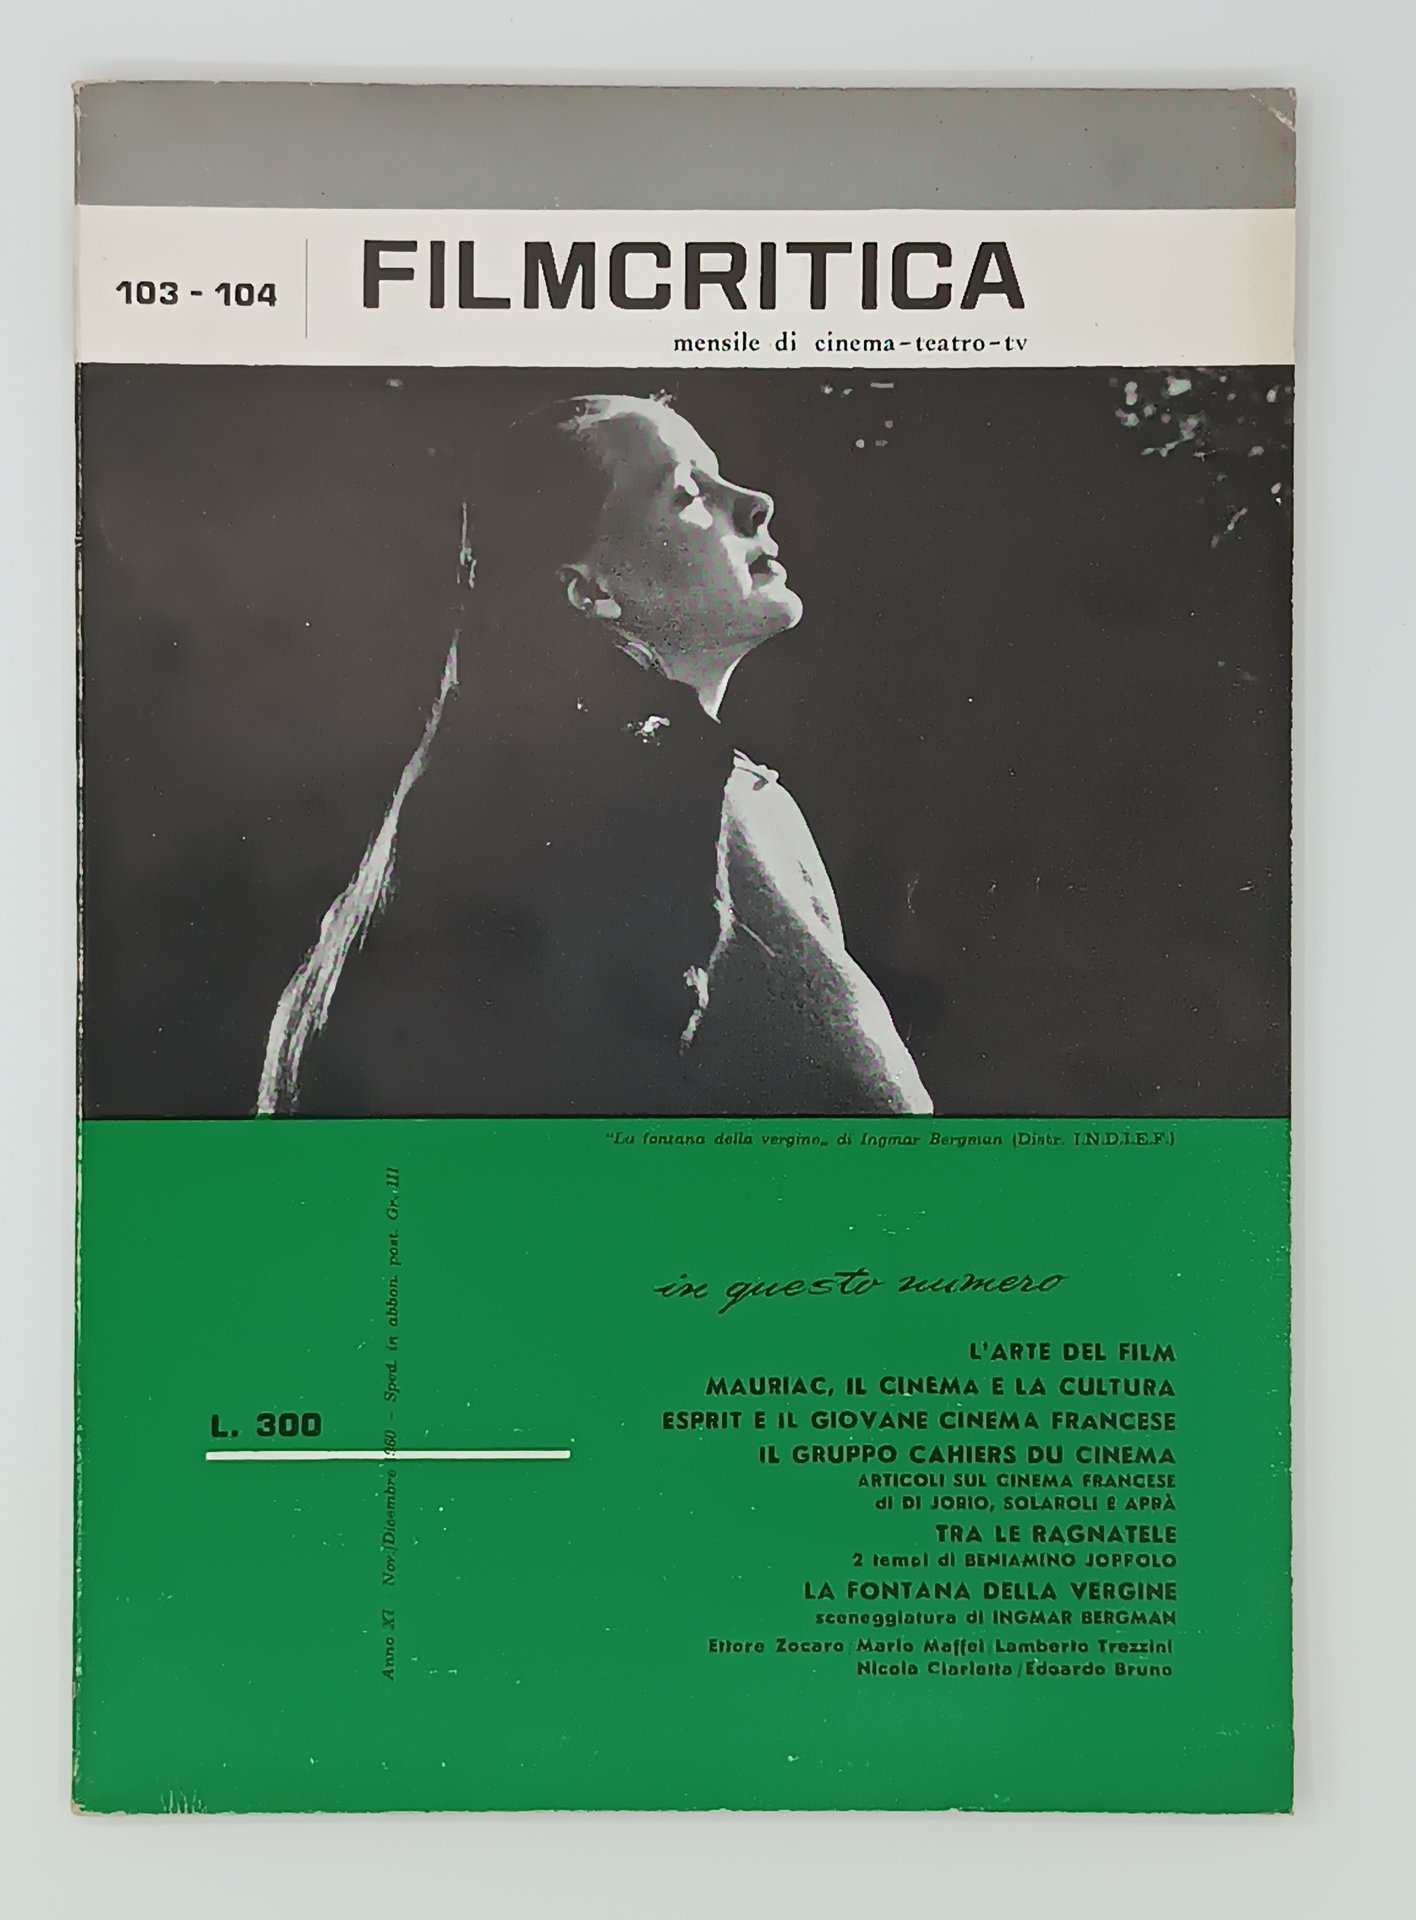 103 - 104
FILMCRITICA
mensile di cinema-teatro-tv
"La fontana della vergine„ di Ingmar Bergman (Distr. I.N.D.I.E.F.)
Anno XI - Nov/Dicembre 1960 - Sped. in abbon. post. Gr. III
in questo numero
L'ARTE DEL FILM
MAURIAC, IL CINEMA E LA CULTURA
ESPRIT E IL GIOVANE CINEMA FRANCESE
L. 300
IL GRUPPO CAHIERS DU CINEMA
ARTICOLI SUL CINEMA FRANCESE
di DI JORIO, SOLAROLI E APRÀ
TRA LE RAGNATELE
2 tempi di BENIAMINO JOPPOLO
LA FONTANA DELLA VERGINE
sceneggiatura di INGMAR BERGMAN
Ettore Zocaro / Mario Maffei / Lamberto Trezzini
Nicola Ciarletta / Edoardo Bruno